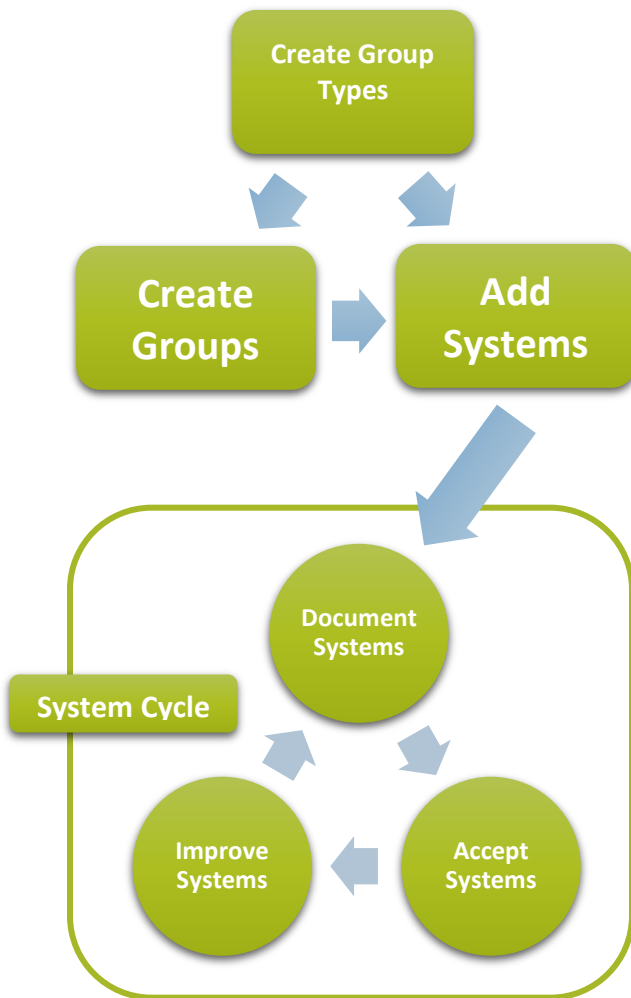 Create Group
Types
Create
Groups
Add
Systems
Document
Systems
System Cycle
Improve
Systems
Accept
Systems